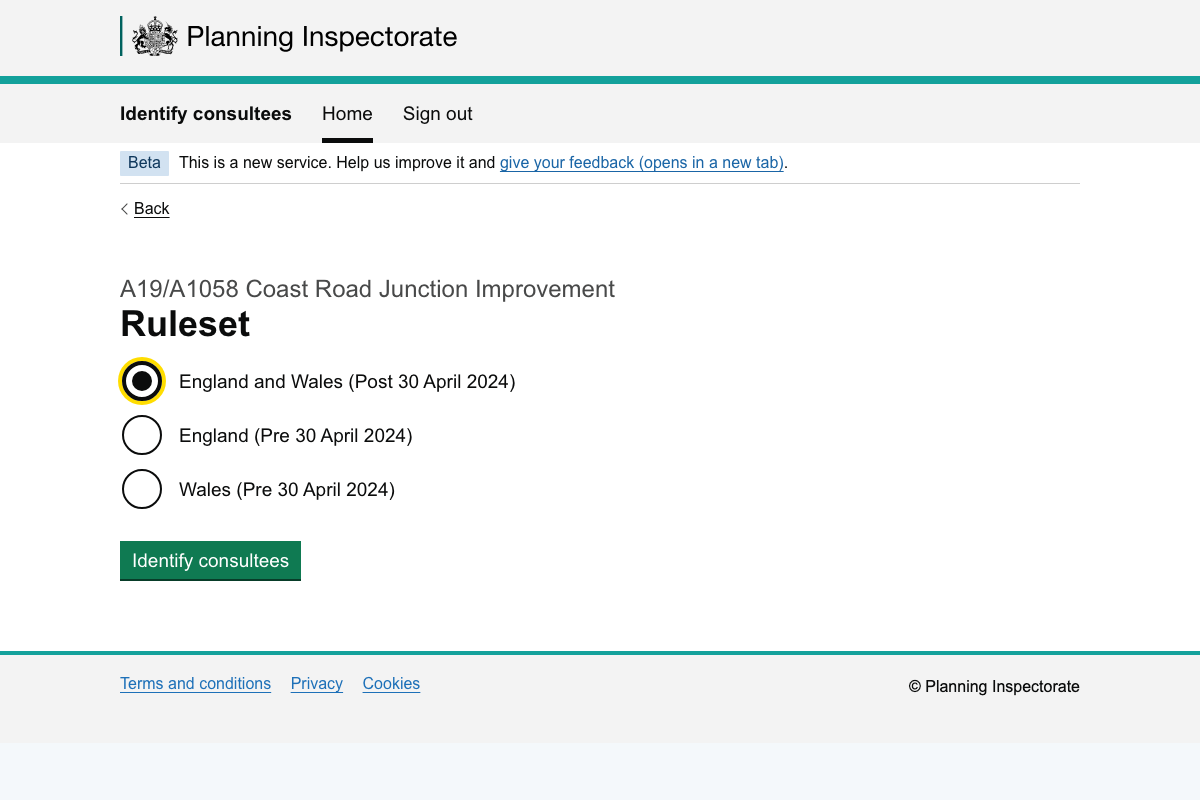 Planning Inspectorate
Identify consultees Home Sign out
Beta This is a new service. Help us improve it and give your feedback (opens in a new tab).
Back
A19/A1058 Coast Road Junction Improvement
Ruleset
England and Wales (Post 30 April 2024)
England (Pre 30 April 2024)
Wales (Pre 30 April 2024)
Identify consultees
Terms and conditions Privacy Cookies © Planning Inspectorate